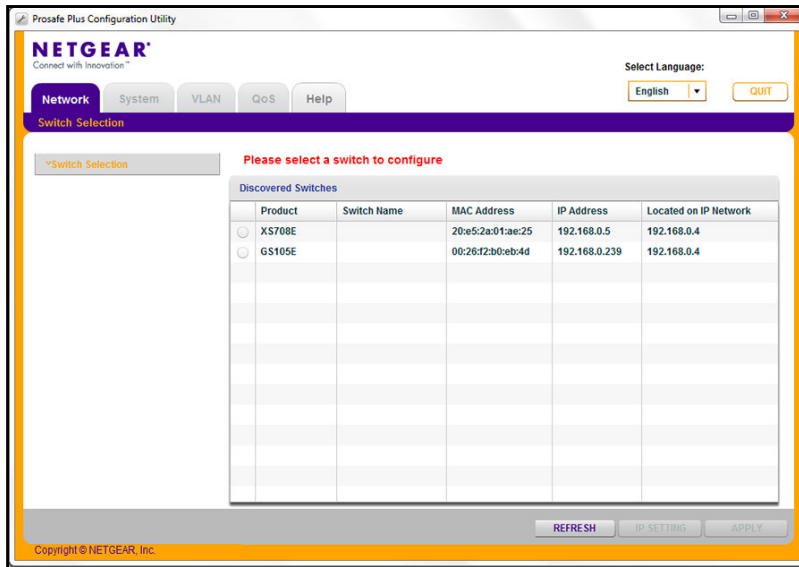 Prosafe Plus Configuration Utility
NETGEAR®
Connect with Innovation™
Select Language:
English
QUIT
Network System VLAN QoS Help
Switch Selection
Switch Selection
Please select a switch to configure
Discovered Switches
Product Switch Name MAC Address IP Address Located on IP Network
XS708E 20:e5:2a:01:ae:25 192.168.0.5 192.168.0.4
GS105E 00:26:f2:b0:eb:4d 192.168.0.239 192.168.0.4
REFRESH IP SETTING APPLY
Copyright © NETGEAR, Inc.